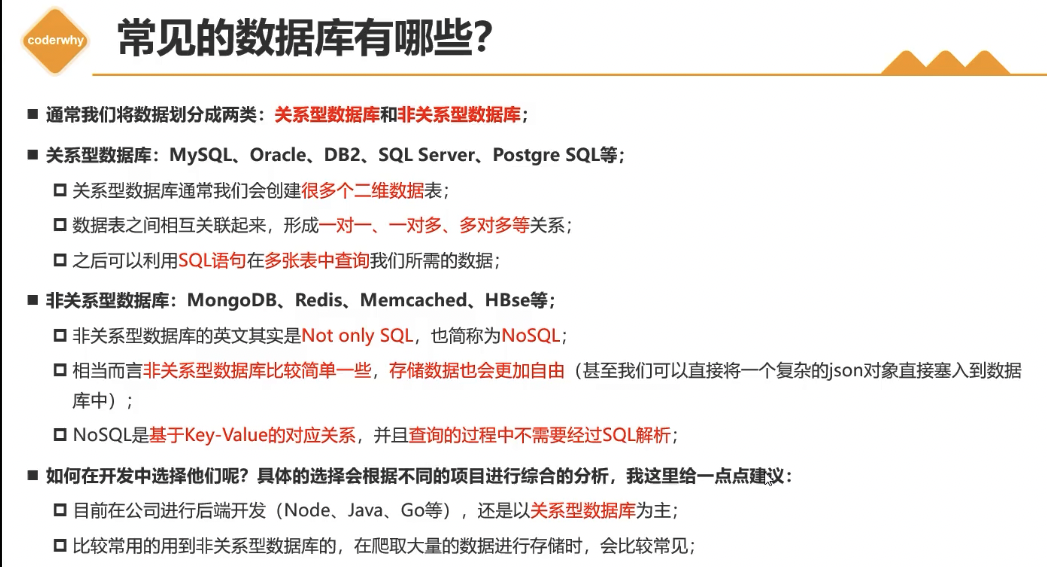 coderwhy
常见的数据库有哪些?
■ 通常我们将数据划分成两类：关系型数据库和非关系型数据库；
■ 关系型数据库：MySQL、Oracle、DB2、SQL Server、Postgre SQL等；
关系型数据库通常我们会创建很多个二维数据表；
数据表之间相互关联起来，形成一对一、一对多、多对多等关系；
之后可以利用SQL语句在多张表中查询我们所需的数据；
■ 非关系型数据库：MongoDB、Redis、Memcached、HBse等；
非关系型数据库的英文其实是Not only SQL，也简称为NoSQL；
相当而言非关系型数据库比较简单一些，存储数据也会更加自由（甚至我们可以直接将一个复杂的json对象直接塞入到数据
库中）；
NoSQL是基于Key-Value的对应关系，并且查询的过程中不需要经过SQL解析；
■ 如何在开发中选择他们呢？具体的选择会根据不同的项目进行综合的分析，我这里给一点点建议：
目前在公司进行后端开发（Node、Java、Go等），还是以关系型数据库为主；
比较常用的用到非关系型数据库的，在爬取大量的数据进行存储时，会比较常见；